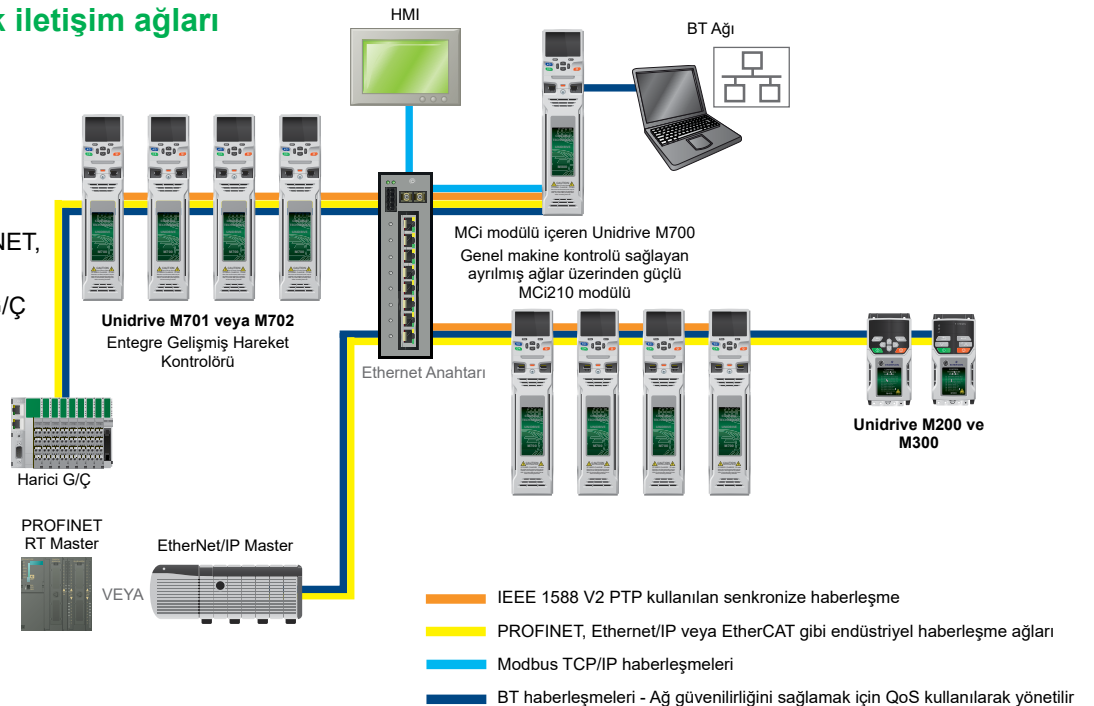 k iletişim ağları
HMI
BT Ağı
NET,
G/Ç
MCi modülü içeren Unidrive M700
Genel makine kontrolü sağlayan
ayrılmış ağlar üzerinden güçlü
MCi210 modülü
Unidrive M701 veya M702
Entegre Gelişmiş Hareket
Kontrolörü
Ethernet Anahtarı
Unidrive M200 ve
M300
Harici G/Ç
PROFINET
RT Master
VEYA
EtherNet/IP Master
IEEE 1588 V2 PTP kullanılan senkronize haberleşme
PROFINET, Ethernet/IP veya EtherCAT gibi endüstriyel haberleşme ağları
Modbus TCP/IP haberleşmeleri
BT haberleşmeleri - Ağ güvenilirliğini sağlamak için QoS kullanılarak yönetilir